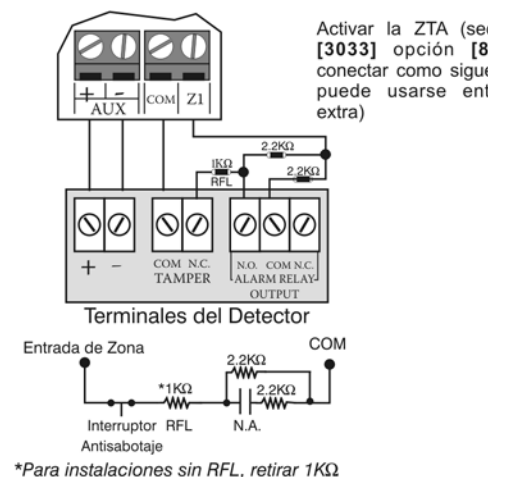 Activar la ZTA (se
[3033] opción [8
conectar como sigue
puede usarse ent
extra)
+ -
AUX
COM
Z1
2.2KΩ
1KΩ
RFL
2.2KΩ
+ -
COM N.C.
TAMPER
N.O. COM N.C.
ALARM RELAY
OUTPUT
Terminales del Detector
Entrada de Zona
COM
2.2KΩ
*1KΩ
2.2KΩ
Interruptor RFL N.A.
Antisabotaje
*Para instalaciones sin RFL, retirar 1KΩ